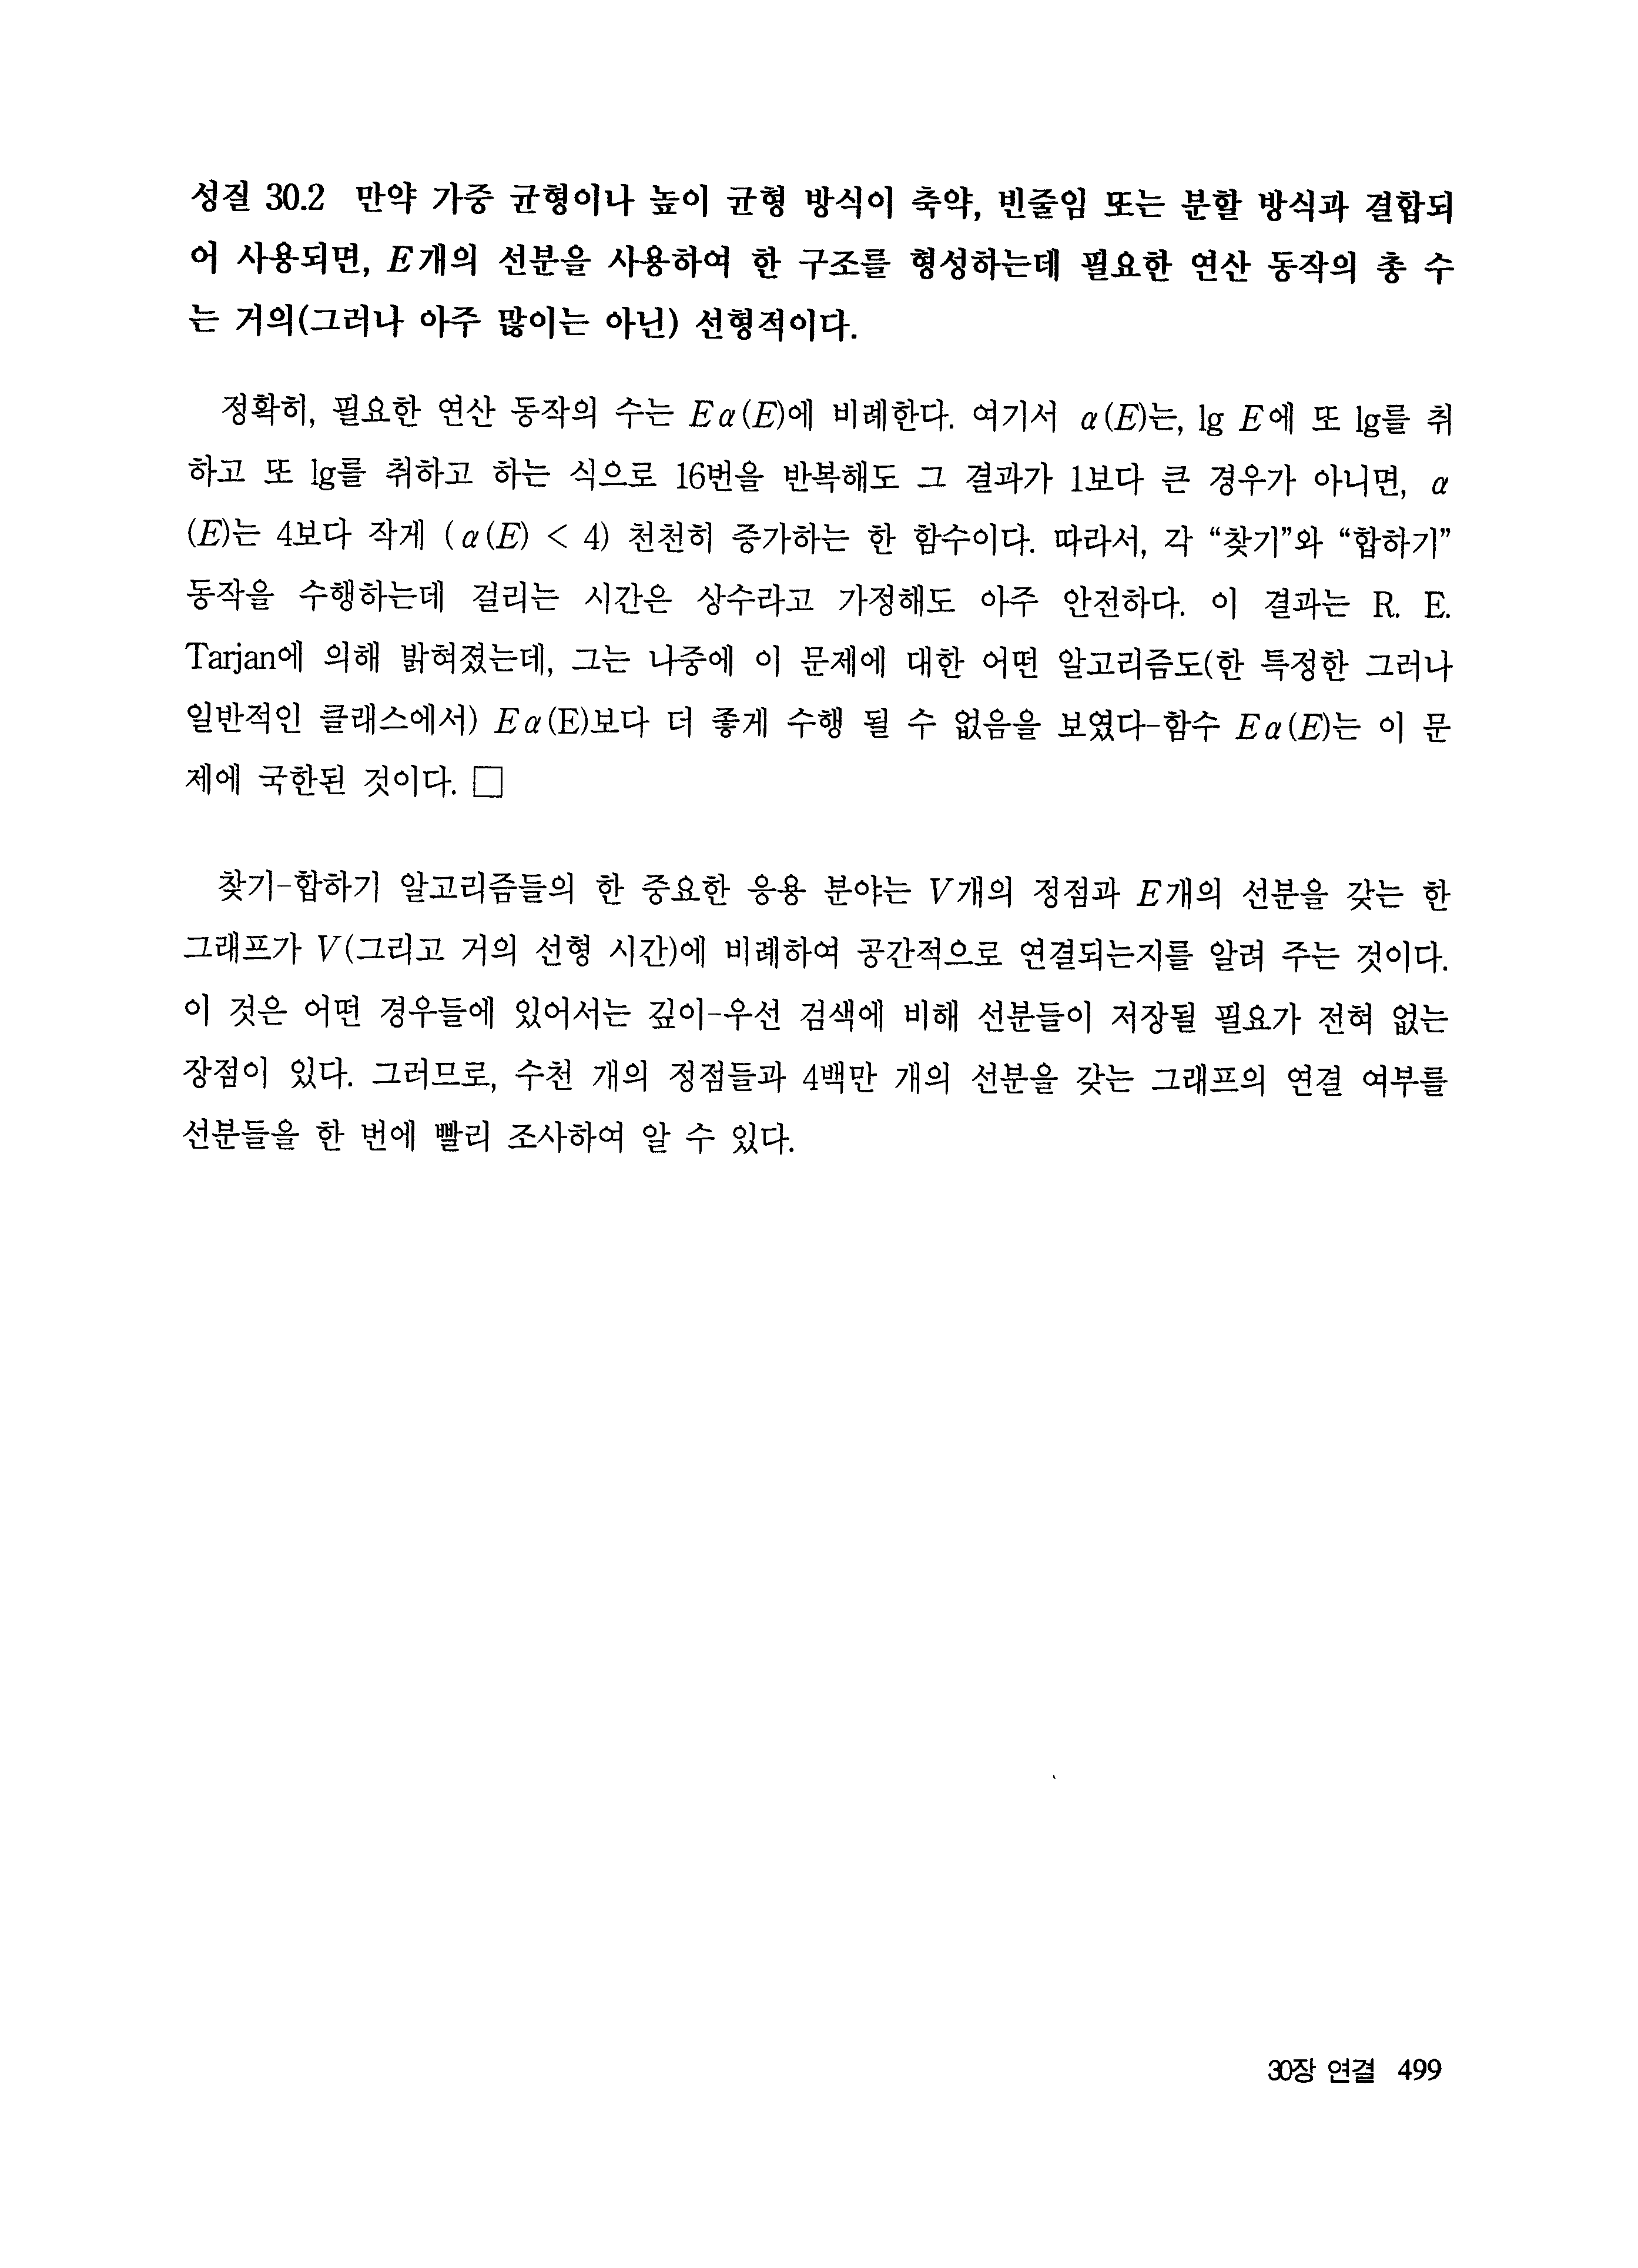 성질 30.2 만약 가중 균형이나 높이 균형 방식이 축약, 빈줄임 또는 분할 방식과 결합되
어 사용되면, E개의 선분을 사용하여 한 구조를 형성하는데 필요한 연산 동작의 총 수
는 거의(그러나 아주 많이는 아닌) 선형적이다.
정확히, 필요한 연산 동작의 수는 Eα(E)에 비례한다. 여기서 α(E)는, lg E에 또 lg를 취
하고 또 lg를 취하고 하는 식으로 16번을 반복해도 그 결과가 1보다 큰 경우가 아니면, α
(E)는 4보다 작게 (α(E) < 4) 천천히 증가하는 한 함수이다. 따라서, 각 “찾기”와 “합하기”
동작을 수행하는데 걸리는 시간은 상수라고 가정해도 아주 안전하다. 이 결과는 R. E.
Tarjan에 의해 밝혀졌는데, 그는 나중에 이 문제에 대한 어떤 알고리즘도(한 특정한 그러나
일반적인 클래스에서) Eα(E)보다 더 좋게 수행 될 수 없음을 보였다-함수 Eα(E)는 이 문
제에 국한된 것이다. □
찾기-합하기 알고리즘들의 한 중요한 응용 분야는 V개의 정점과 E개의 선분을 갖는 한
그래프가 V(그리고 거의 선형 시간)에 비례하여 공간적으로 연결되는지를 알려 주는 것이다.
이 것은 어떤 경우들에 있어서는 깊이-우선 검색에 비해 선분들이 저장될 필요가 전혀 없는
장점이 있다. 그러므로, 수천 개의 정점들과 4백만 개의 선분을 갖는 그래프의 연결 여부를
선분들을 한 번에 빨리 조사하여 알 수 있다.
30장 연결 499